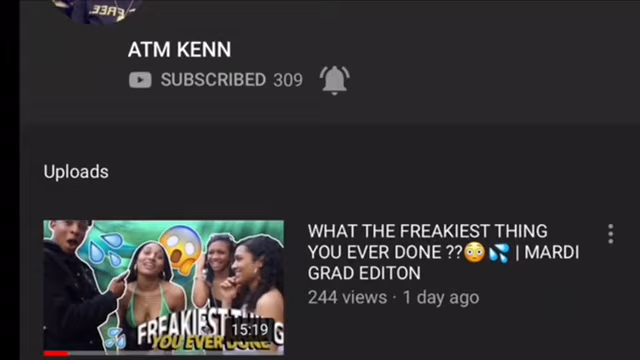 ATM KENN
SUBSCRIBED 309
Uploads
WHAT THE FREAKIEST THING
YOU EVER DONE ??😳💦 | MARDI
GRAD EDITON
244 views · 1 day ago
FREAKIEST
YOU EVER DONE
15:19